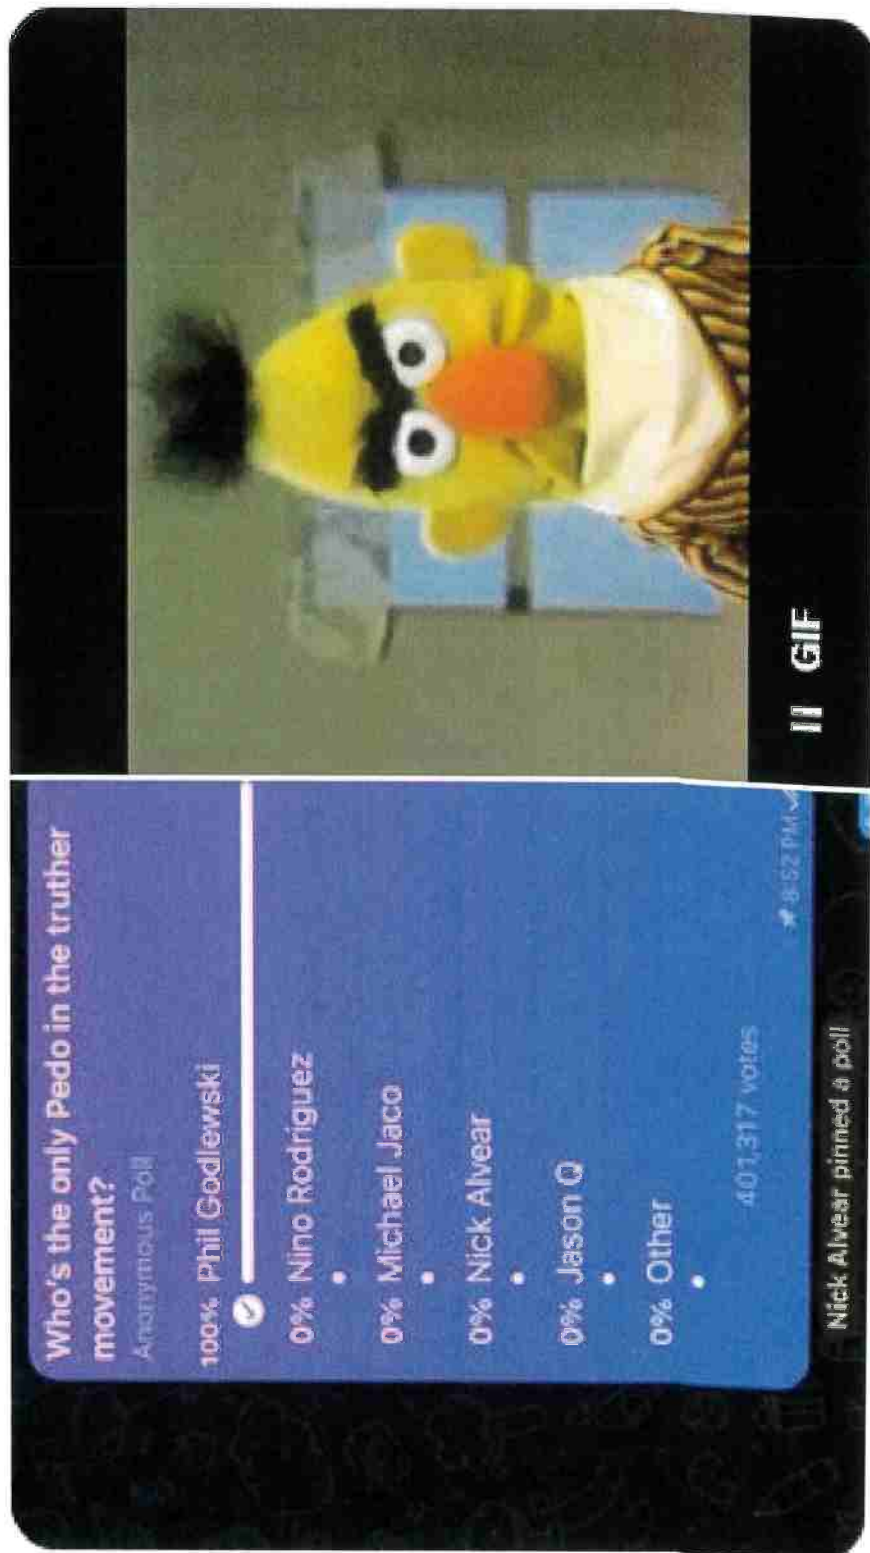 Who's the only Pedo in the truther
movement?
Anonymous Poll
100% Phil Godlewski
0% Nino Rodriguez
0% Michael Jaco
0% Nick Alvear
0% Jason Q
0% Other
401,317 votes
8:52 PM
Nick Alvear pinned a poll
GIF